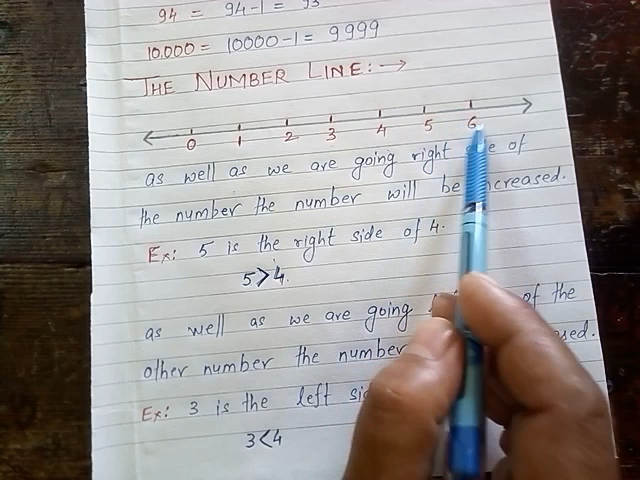 94 = 94-1 = 93
10.000 = 10000-1 = 9999
THE NUMBER LINE:→
0 1 2 3 4 5 6
as well as we are going right of
the number the number will be increased.
Ex: 5 is the right side of 4.
5>4.
as well as we are going of the
other number the number
Ex: 3 is the left
3<4